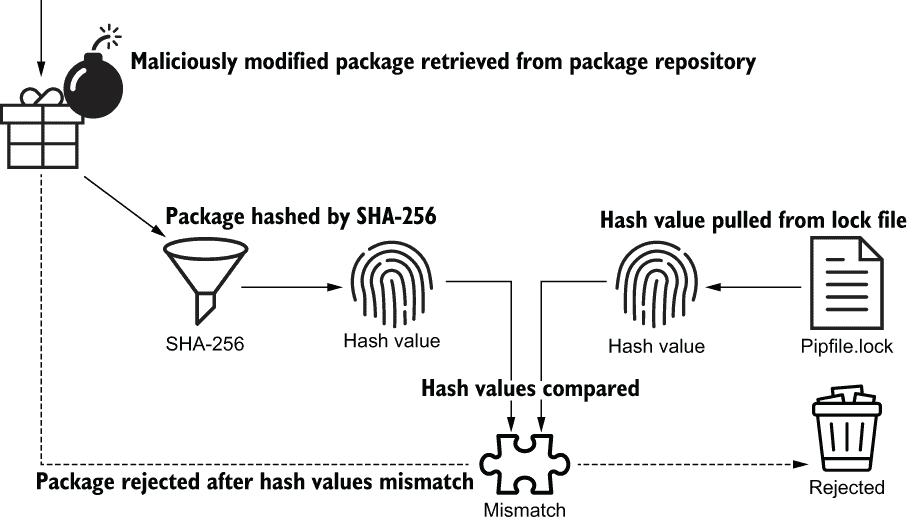 Maliciously modified package retrieved from package repository
Package hashed by SHA-256
Hash value pulled from lock file
SHA-256
Hash value
Hash value
Pipfile.lock
Hash values compared
Package rejected after hash values mismatch
Mismatch
Rejected